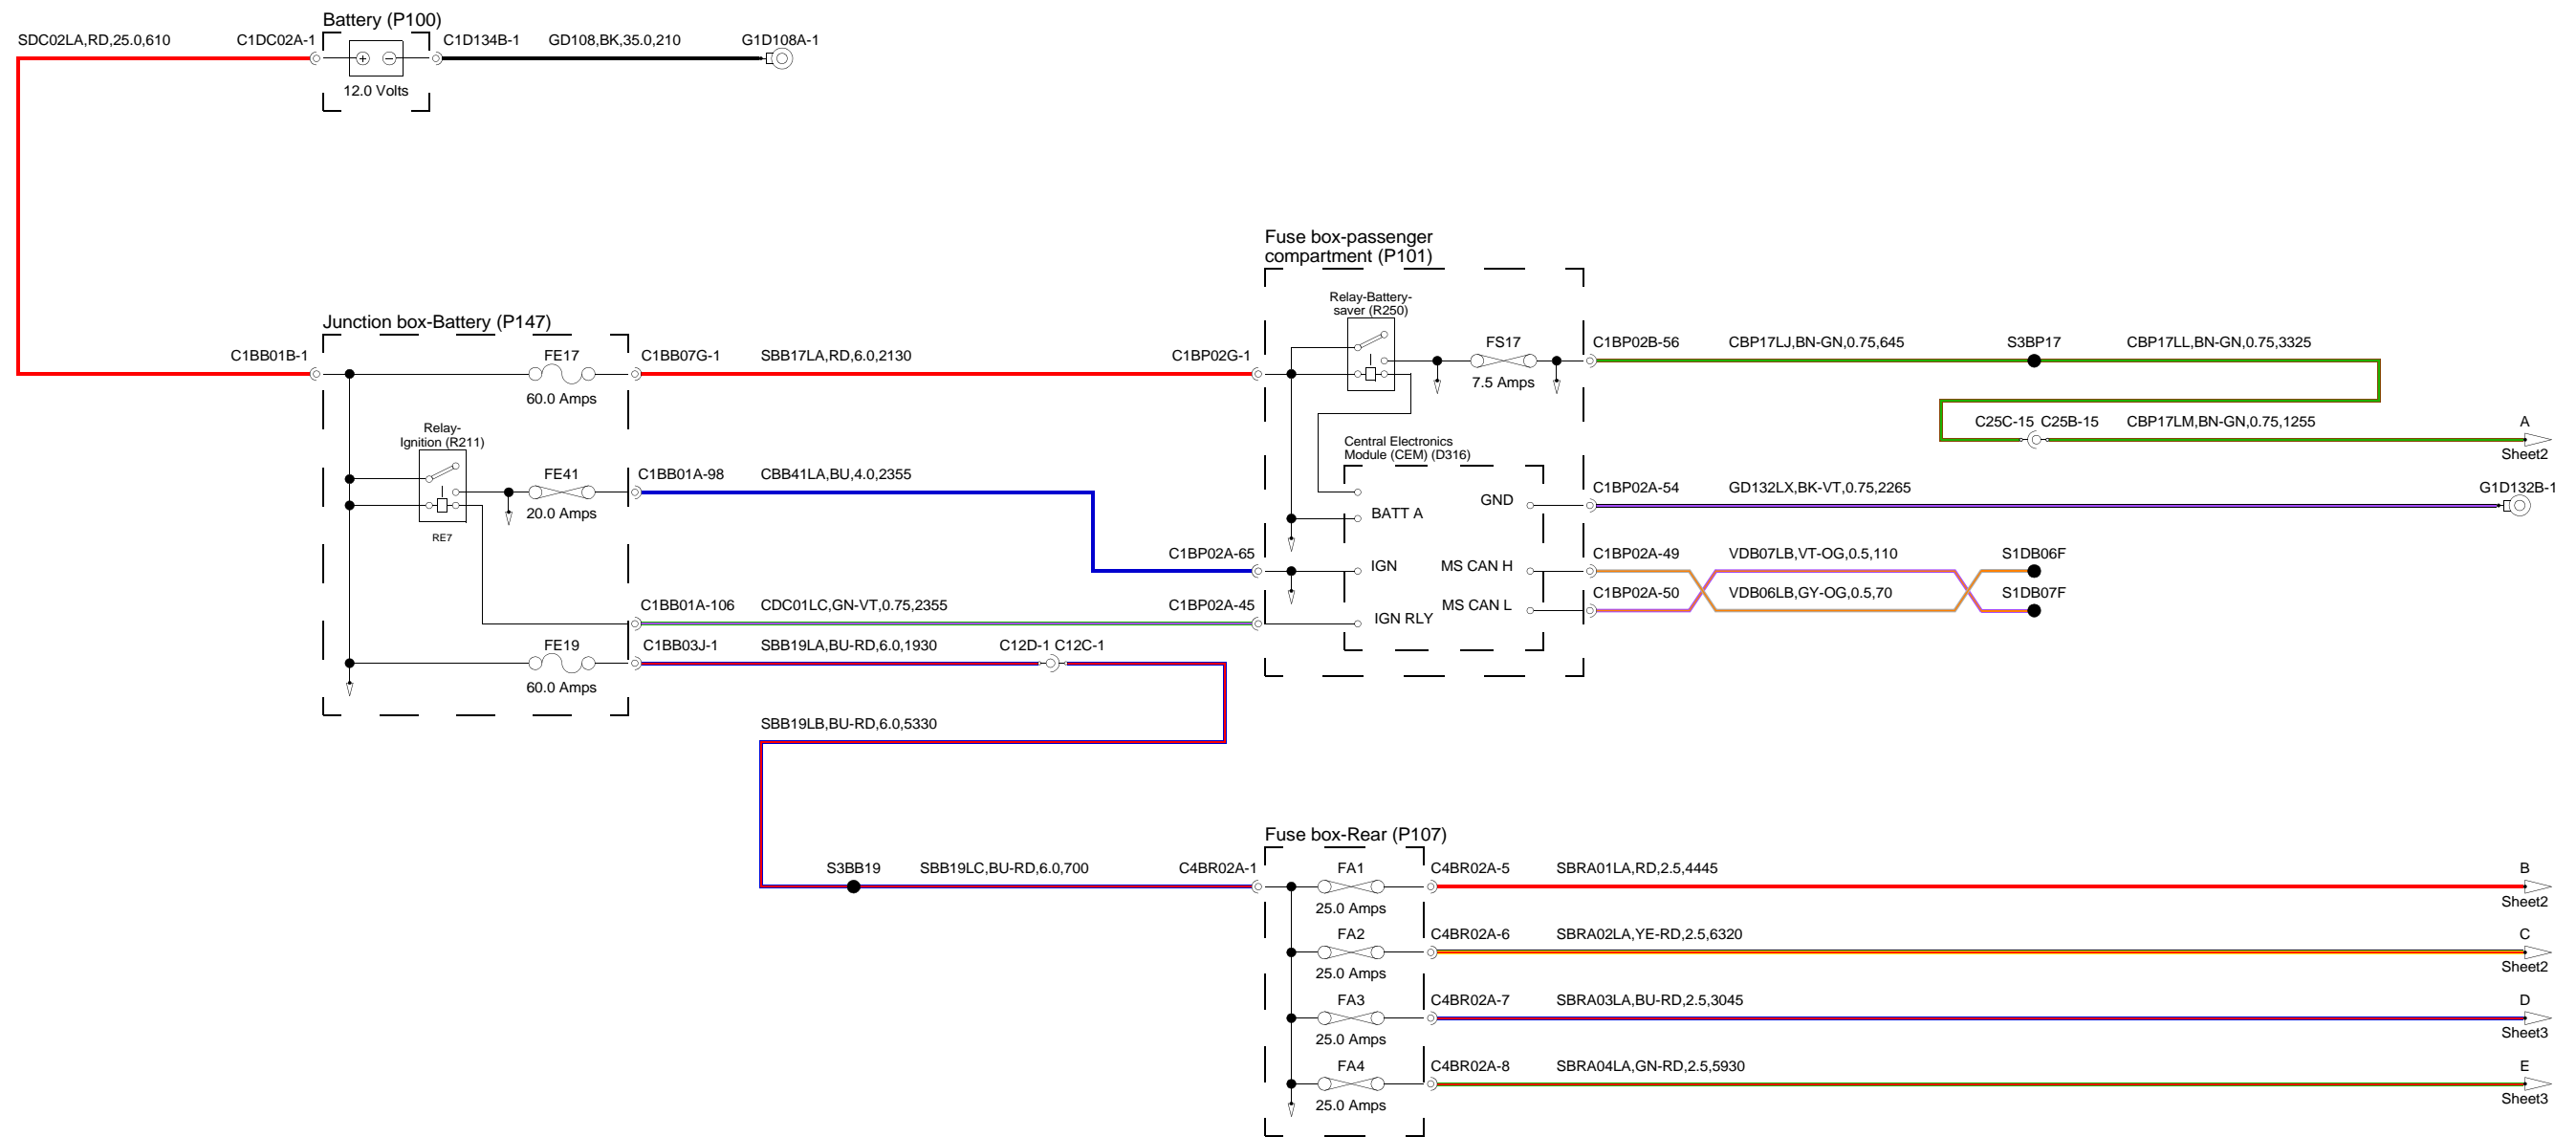 Battery (P100)
SDC02LA,RD,25.0,610
C1DC02A-1
C1D134B-1
GD108,BK,35.0,210
G1D108A-1
12.0 Volts
Fuse box-passenger
compartment (P101)
Relay-Battery-
saver (R250)
Junction box-Battery (P147)
C1BB01B-1
FE17
60.0 Amps
C1BB07G-1
SBB17LA,RD,6.0,2130
C1BP02G-1
FS17
7.5 Amps
C1BP02B-56
CBP17LJ,BN-GN,0.75,645
S3BP17
CBP17LL,BN-GN,0.75,3325
C25C-15 C25B-15
CBP17LM,BN-GN,0.75,1255
A
Sheet2
Relay-
Ignition (R211)
RE7
FE41
20.0 Amps
C1BB01A-98
CBB41LA,BU,4.0,2355
C1BP02A-65
Central Electronics
Module (CEM) (D316)
BATT A
GND
IGN
MS CAN H
IGN RLY
MS CAN L
C1BP02A-54
GD132LX,BK-VT,0.75,2265
G1D132B-1
C1BP02A-49
VDB07LB,VT-OG,0.5,110
S1DB06F
C1BP02A-50
VDB06LB,GY-OG,0.5,70
S1DB07F
C1BB01A-106
CDC01LC,GN-VT,0.75,2355
C1BP02A-45
FE19
60.0 Amps
C1BB03J-1
SBB19LA,BU-RD,6.0,1930
C12D-1 C12C-1
SBB19LB,BU-RD,6.0,5330
Fuse box-Rear (P107)
S3BB19
SBB19LC,BU-RD,6.0,700
C4BR02A-1
FA1
25.0 Amps
C4BR02A-5
SBRA01LA,RD,2.5,4445
B
Sheet2
FA2
25.0 Amps
C4BR02A-6
SBRA02LA,YE-RD,2.5,6320
C
Sheet2
FA3
25.0 Amps
C4BR02A-7
SBRA03LA,BU-RD,2.5,3045
D
Sheet3
FA4
25.0 Amps
C4BR02A-8
SBRA04LA,GN-RD,2.5,5930
E
Sheet3